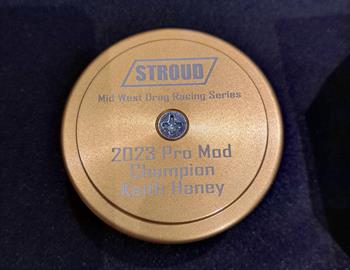 STROUD
Mid West Drag Racing Series
2023 Pro Mod
Champion
Keith Haney